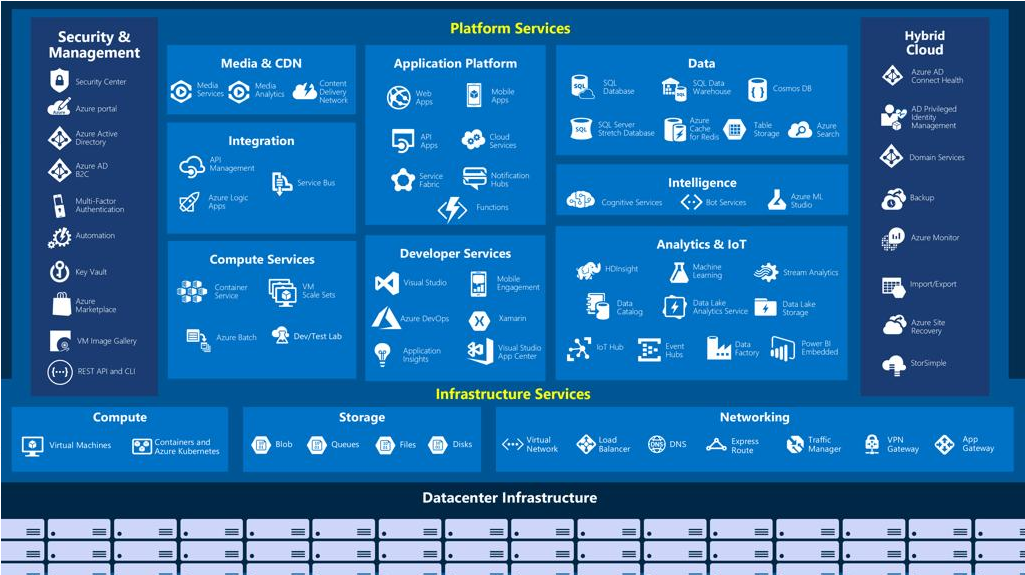 Platform Services
Security &
Management
Security Center
Azure portal
Azure Active
Directory
Azure AD
B2C
Multi-Factor
Authentication
Automation
Key Vault
Azure
Marketplace
VM Image Gallery
REST API and CLI
Media & CDN
Media
Services
Media
Analytics
Content
Delivery
Network
Integration
API
Management
Service Bus
Azure Logic
Apps
Compute Services
Container
Service
VM
Scale Sets
Azure Batch
Dev/Test Lab
Application Platform
Web
Apps
Mobile
Apps
API
Apps
Cloud
Services
Service
Fabric
Notification
Hubs
Functions
Developer Services
Visual Studio
Mobile
Engagement
Azure DevOps
Xamarin
Application
Insights
Visual Studio
App Center
Data
SQL
SQL
Database
SQL
SQL Data
Warehouse
Cosmos DB
SQL
SQL Server
Stretch Database
Azure
Cache
for Redis
Table
Storage
Azure
Search
Intelligence
Cognitive Services
Bot Services
Azure ML
Studio
Analytics & IoT
HDInsight
Machine
Learning
Stream Analytics
Data
Catalog
Data Lake
Analytics Service
Data Lake
Storage
IoT Hub
Event
Hubs
Data
Factory
Power BI
Embedded
Hybrid
Cloud
Azure AD
Connect Health
AD Privileged
Identity
Management
Domain Services
Backup
Azure Monitor
Import/Export
Azure Site
Recovery
StorSimple
Infrastructure Services
Compute
Virtual Machines
Containers and
Azure Kubernetes
Storage
Blob
Queues
Files
Disks
Networking
Virtual
Network
Load
Balancer
DNS
DNS
Express
Route
Traffic
Manager
VPN
Gateway
App
Gateway
Datacenter Infrastructure